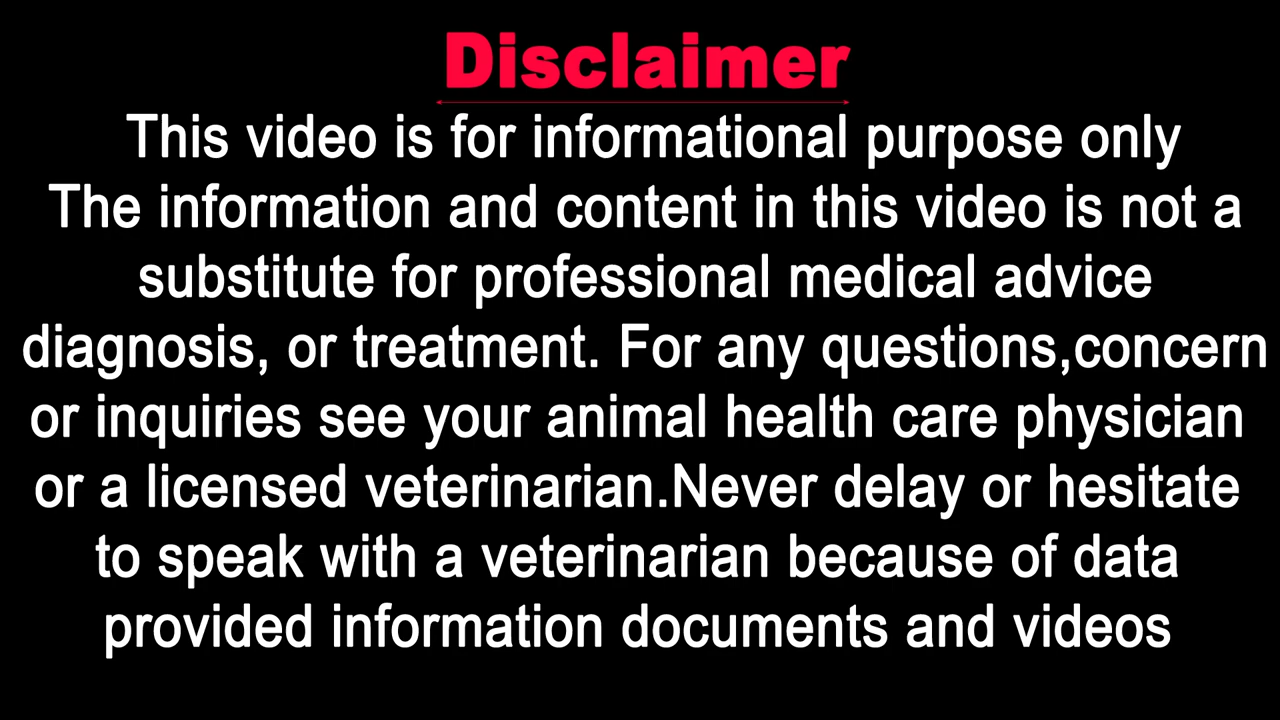 Disclaimer
This video is for informational purpose only
The information and content in this video is not a
substitute for professional medical advice
diagnosis, or treatment. For any questions,concern
or inquiries see your animal health care physician
or a licensed veterinarian.Never delay or hesitate
to speak with a veterinarian because of data
provided information documents and videos